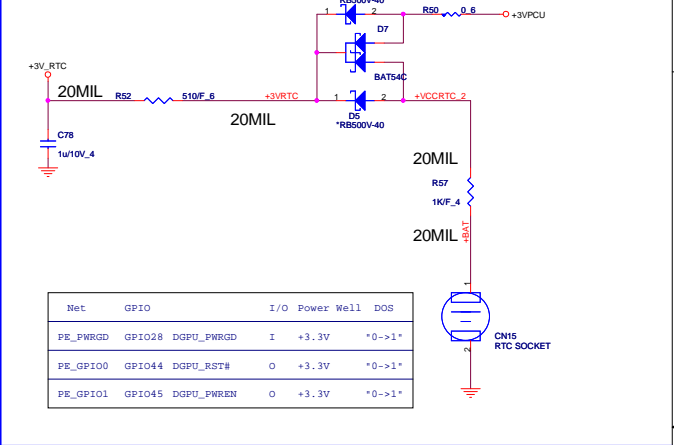 RB500V-40
1 2
R50 0_6
+3VPCU
D7
+3V_RTC
BAT54C
20MIL
R52 510/F_6
+3VRTC
1 2
+VCCRTC_2
20MIL
D5
*RB500V-40
C78
1u/10V_4
20MIL
R57
1K/F_4
20MIL
+BAT
1
CN15
RTC SOCKET
2
Net GPIO I/O Power Well DOS
PE_PWRGD GPIO28 DGPU_PWRGD I +3.3V "0->1"
PE_GPIO0 GPIO44 DGPU_RST# O +3.3V "0->1"
PE_GPIO1 GPIO45 DGPU_PWREN O +3.3V "0->1"